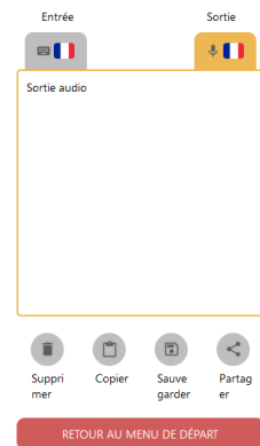 Entrée Sortie
Sortie audio
Suppri Copier Sauve Partag
mer garder er
RETOUR AU MENU DE DÉPART